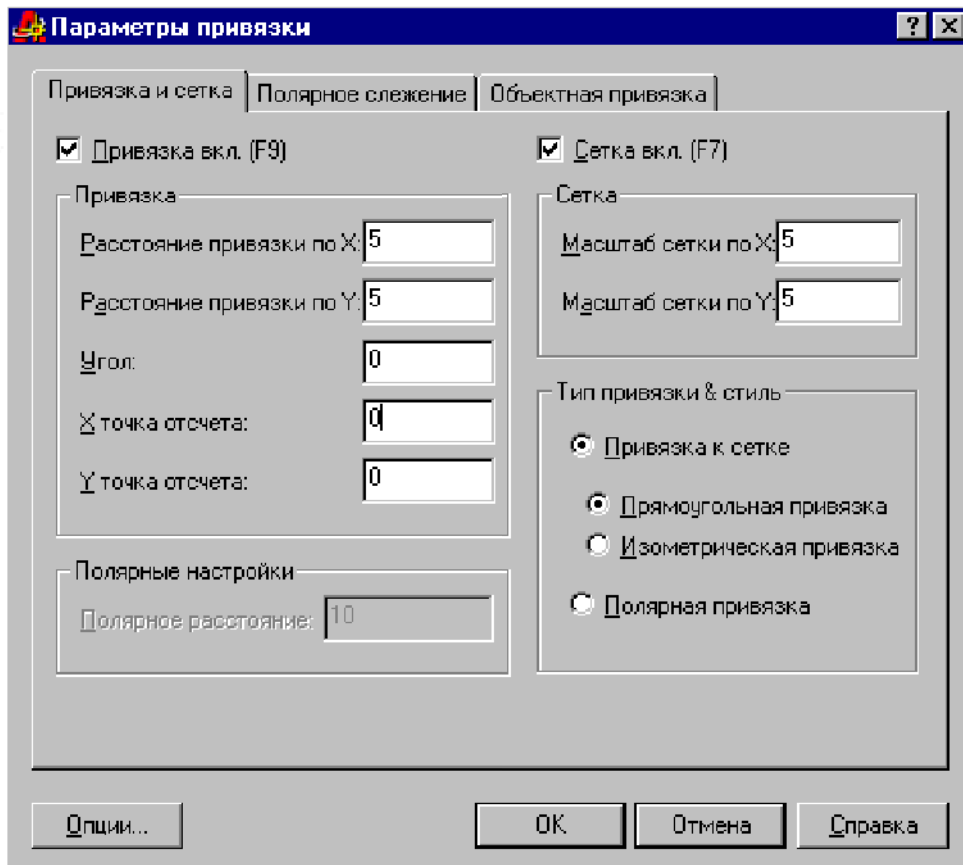 Параметры привязки
Привязка и сетка
Полярное слежение
Объектная привязка
Привязка вкл. (F9)
Привязка
Расстояние привязки по X: 5
Расстояние привязки по Y: 5
Угол: 0
X точка отсчета: 0
Y точка отсчета: 0
Полярные настройки
Полярное расстояние: 10
Сетка вкл. (F7)
Сетка
Масштаб сетки по X: 5
Масштаб сетки по Y: 5
Тип привязки & стиль
Привязка к сетке
Прямоугольная привязка
Изометрическая привязка
Полярная привязка
Опции...
OK
Отмена
Справка